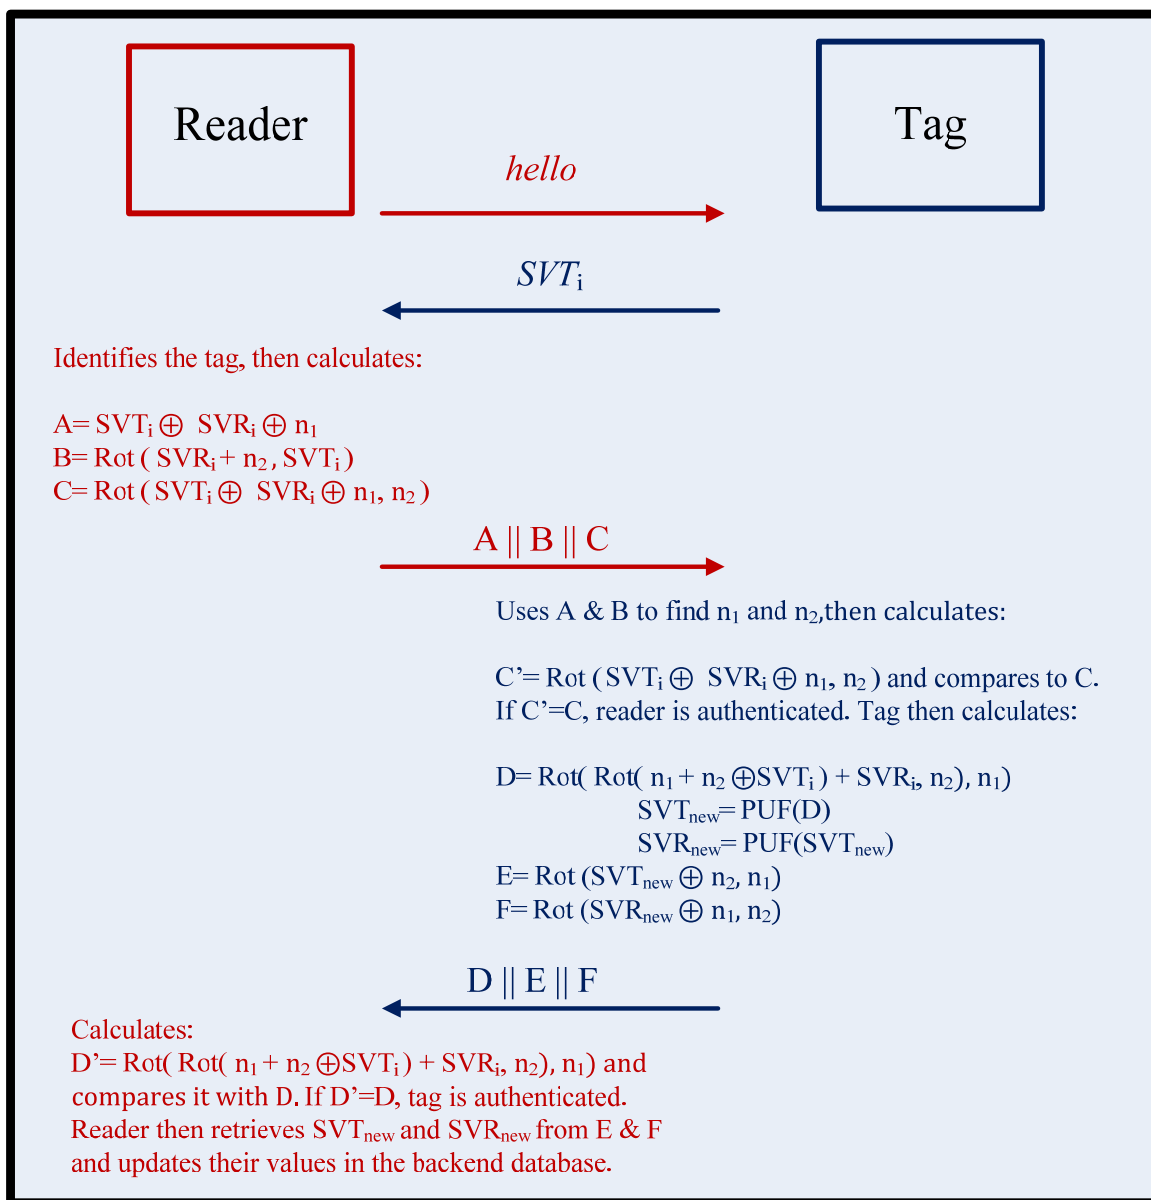 Reader
Tag
hello
SVTi
Identifies the tag, then calculates:
A= SVTi ⊕ SVRi ⊕ n1
B= Rot ( SVRi + n2, SVTi )
C= Rot ( SVTi ⊕ SVRi ⊕ n1, n2 )
A || B || C
Uses A & B to find n1 and n2,then calculates:
C’= Rot ( SVTi ⊕ SVRi ⊕ n1, n2 ) and compares to C.
If C’=C, reader is authenticated. Tag then calculates:
D= Rot( Rot( n1 + n2 ⊕SVTi ) + SVRi, n2), n1)
SVTnew= PUF(D)
SVRnew= PUF(SVTnew)
E= Rot (SVTnew ⊕ n2, n1)
F= Rot (SVRnew ⊕ n1, n2)
D || E || F
Calculates:
D’= Rot( Rot( n1 + n2 ⊕SVTi ) + SVRi, n2), n1) and
compares it with D. If D’=D, tag is authenticated.
Reader then retrieves SVTnew and SVRnew from E & F
and updates their values in the backend database.